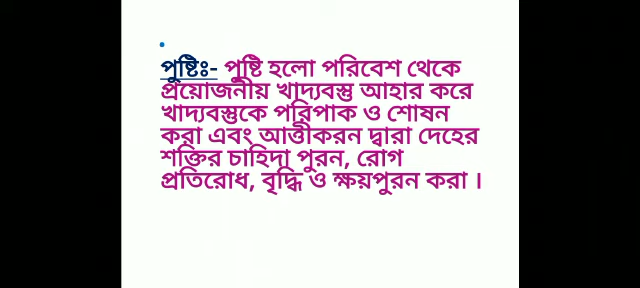 পুষ্টিঃ- পুষ্টি হলো পরিবেশ থেকে
প্রয়োজনীয় খাদ্যবস্তু আহার করে
খাদ্যবস্তুকে পরিপাক ও শোষন
করা এবং আত্তীকরন দ্বারা দেহের
শক্তির চাহিদা পুরন, রোগ
প্রতিরোধ, বৃদ্ধি ও ক্ষয়পুরন করা ।